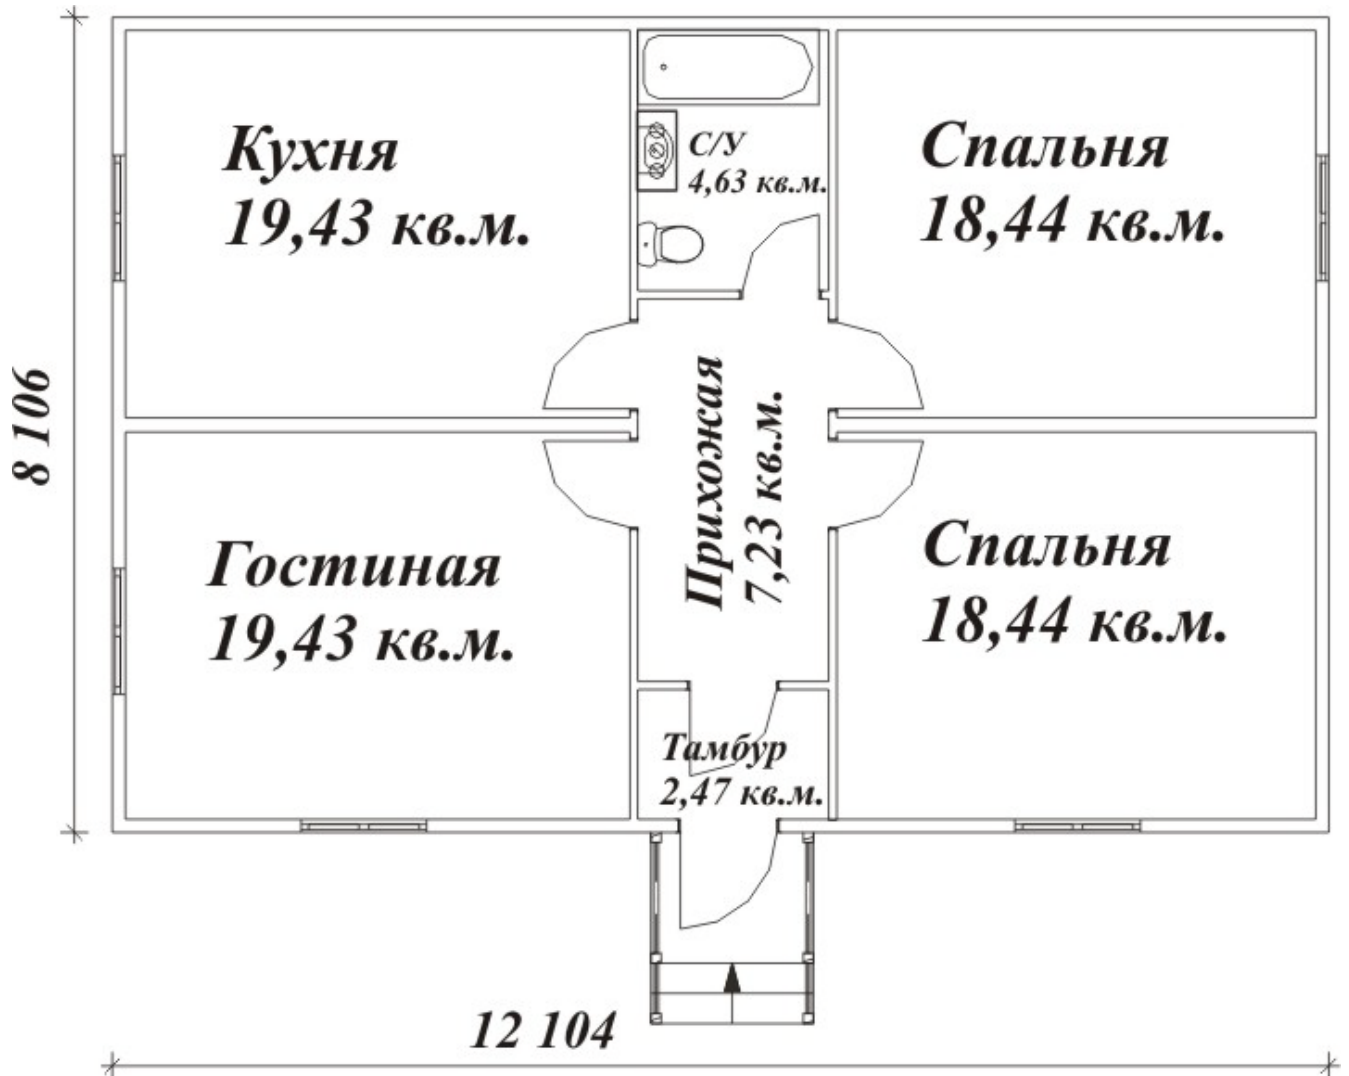 Кухня
19,43 кв.м.
С/У
4,63 кв.м.
Спальня
18,44 кв.м.
8 106
Прихожая
7,23 кв.м.
Гостиная
19,43 кв.м.
Спальня
18,44 кв.м.
Тамбур
2,47 кв.м.
12 104